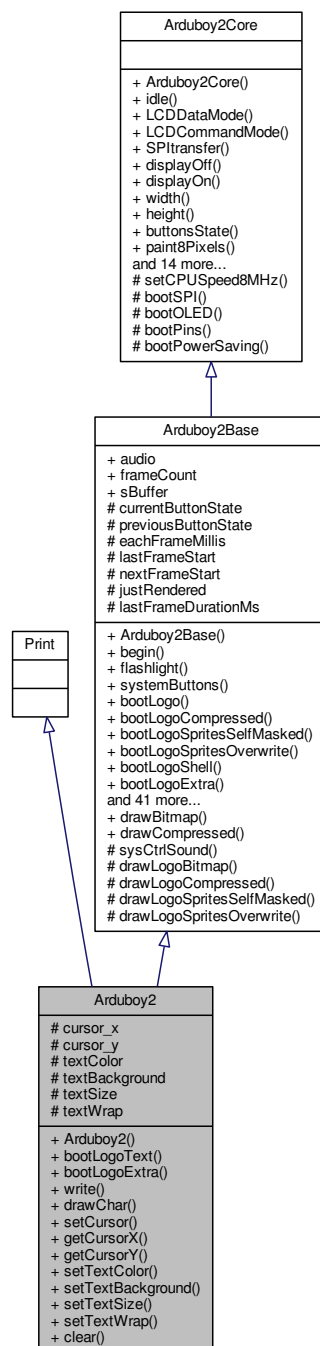 Arduboy2Core
+ Arduboy2Core()
+ idle()
+ LCDDataMode()
+ LCDCommandMode()
+ SPItransfer()
+ displayOff()
+ displayOn()
+ width()
+ height()
+ buttonsState()
+ paint8Pixels()
and 14 more...
# setCPUSpeed8MHz()
# bootSPI()
# bootOLED()
# bootPins()
# bootPowerSaving()
Arduboy2Base
+ audio
+ frameCount
+ sBuffer
# currentButtonState
# previousButtonState
# eachFrameMillis
# lastFrameStart
# nextFrameStart
# justRendered
# lastFrameDurationMs
+ Arduboy2Base()
+ begin()
+ flashlight()
+ systemButtons()
+ bootLogo()
+ bootLogoCompressed()
+ bootLogoSpritesSelfMasked()
+ bootLogoSpritesOverwrite()
+ bootLogoShell()
+ bootLogoExtra()
and 41 more...
+ drawBitmap()
+ drawCompressed()
# sysCtrlSound()
# drawLogoBitmap()
# drawLogoCompressed()
# drawLogoSpritesSelfMasked()
# drawLogoSpritesOverwrite()
Print
Arduboy2
# cursor_x
# cursor_y
# textColor
# textBackground
# textSize
# textWrap
+ Arduboy2()
+ bootLogoText()
+ bootLogoExtra()
+ write()
+ drawChar()
+ setCursor()
+ getCursorX()
+ getCursorY()
+ setTextColor()
+ setTextBackground()
+ setTextSize()
+ setTextWrap()
+ clear()